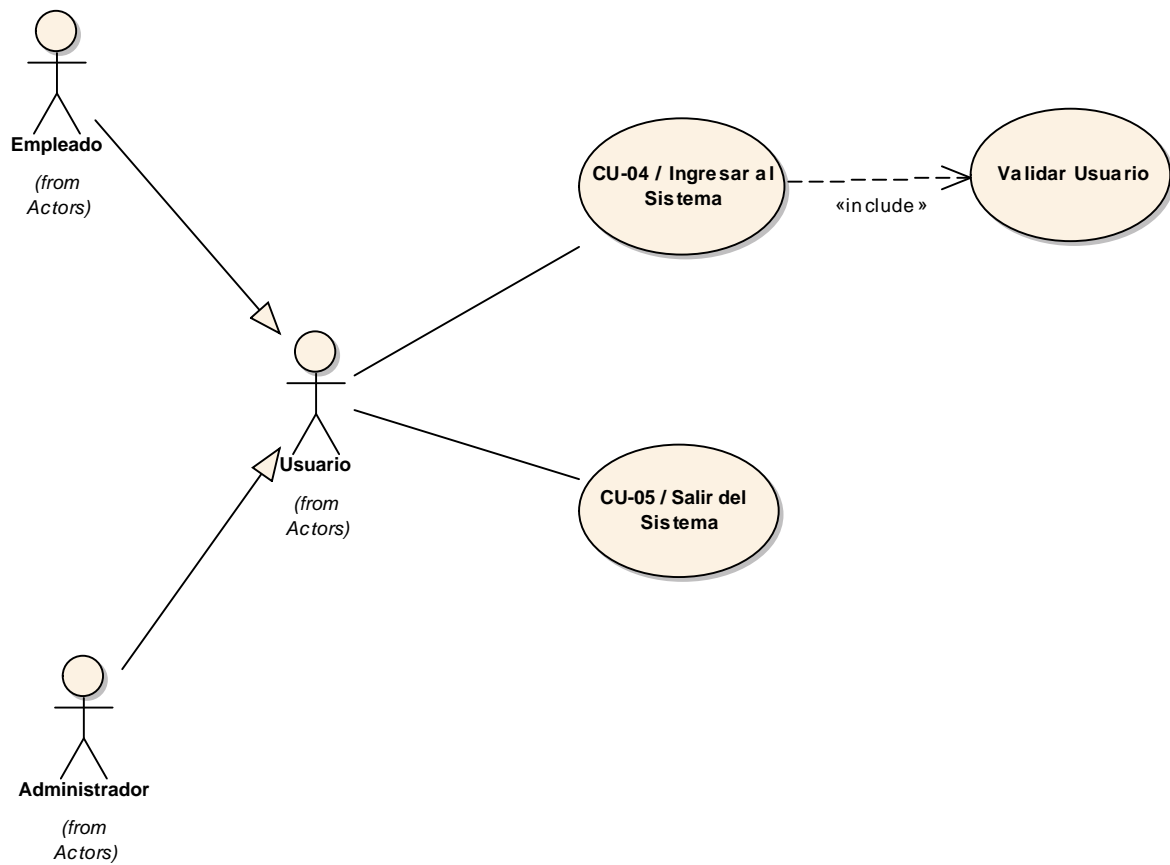 Empleado
(from
Actors)
CU-04 / Ingresar al
Sistema
«include»
Validar Usuario
Usuario
(from
Actors)
CU-05 / Salir del
Sistema
Administrador
(from
Actors)